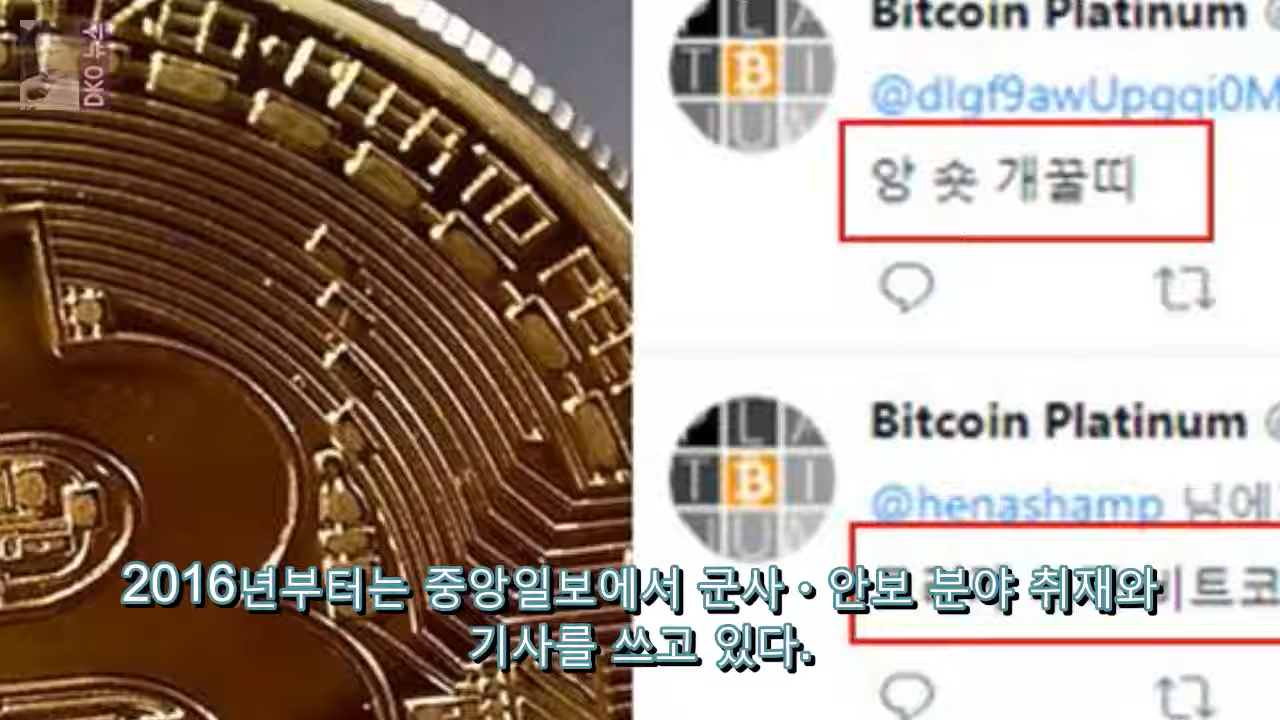 DKO 뉴스
Bitcoin Platinum
@dlgf9awUpgqi0M
앙 숏 개꿀띠
Bitcoin Platinum
@henashamp 님에
트코
2016년부터는 중앙일보에서 군사·안보 분야 취재와
기사를 쓰고 있다.